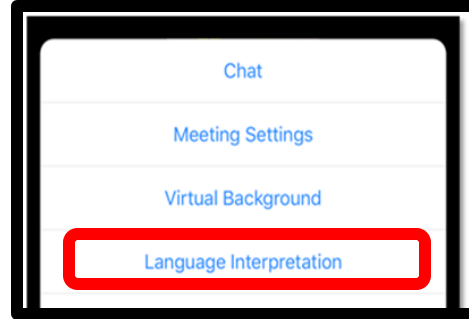 Chat
Meeting Settings
Virtual Background
Language Interpretation